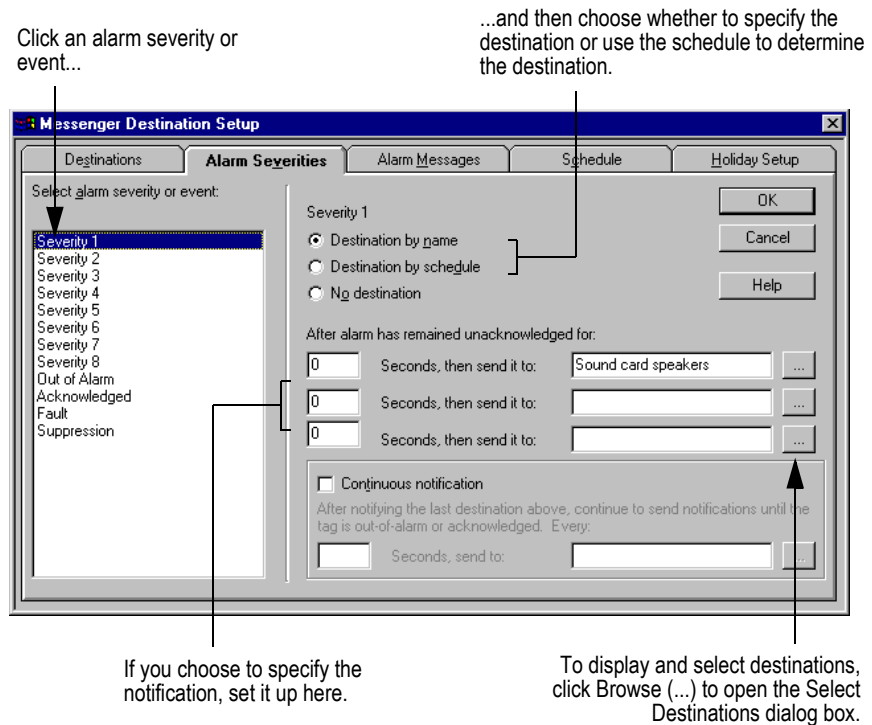 Click an alarm severity or
event...
...and then choose whether to specify the
destination or use the schedule to determine
the destination.
Messenger Destination Setup
Destinations
Alarm Severities
Alarm Messages
Schedule
Holiday Setup
Select alarm severity or event:
Severity 1
Severity 2
Severity 3
Severity 4
Severity 5
Severity 6
Severity 7
Severity 8
Out of Alarm
Acknowledged
Fault
Suppression
Severity 1
Destination by name
Destination by schedule
No destination
OK
Cancel
Help
After alarm has remained unacknowledged for:
0 Seconds, then send it to: Sound card speakers ...
0 Seconds, then send it to: ...
0 Seconds, then send it to: ...
Continuous notification
After notifying the last destination above, continue to send notifications until the
tag is out-of-alarm or acknowledged. Every:
Seconds, send to: ...
If you choose to specify the
notification, set it up here.
To display and select destinations,
click Browse (...) to open the Select
Destinations dialog box.